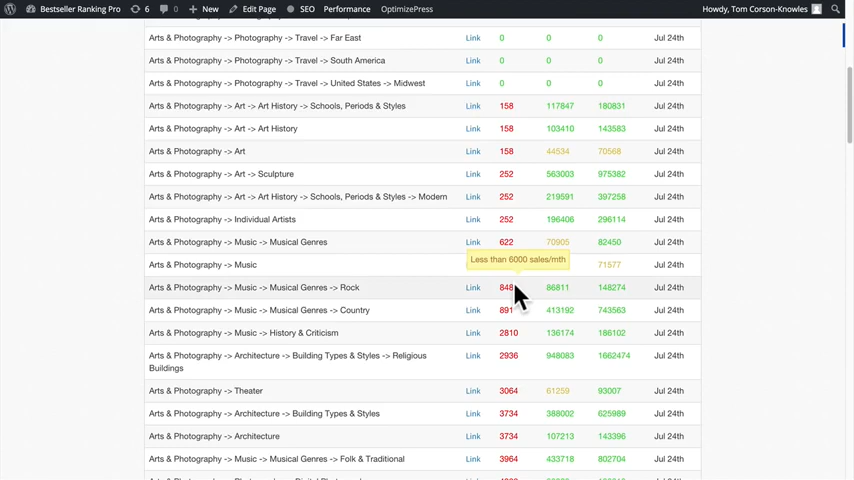 Bestseller Ranking Pro 6 0 New Edit Page SEO Performance OptimizePress Howdy, Tom Corson-Knowles
Arts & Photography -> Photography -> Travel -> Far East Link 0 0 0 Jul 24th
Arts & Photography -> Photography -> Travel -> South America Link 0 0 0 Jul 24th
Arts & Photography -> Photography -> Travel -> United States -> Midwest Link 0 0 0 Jul 24th
Arts & Photography -> Art -> Art History -> Schools, Periods & Styles Link 158 117847 180831 Jul 24th
Arts & Photography -> Art -> Art History Link 158 103410 143583 Jul 24th
Arts & Photography -> Art Link 158 44534 70568 Jul 24th
Arts & Photography -> Art -> Sculpture Link 252 563003 975382 Jul 24th
Arts & Photography -> Art -> Art History -> Schools, Periods & Styles -> Modern Link 252 219591 397258 Jul 24th
Arts & Photography -> Individual Artists Link 252 196406 296114 Jul 24th
Arts & Photography -> Music -> Musical Genres Link 622 70905 82450 Jul 24th
Less than 6000 sales/mth
Arts & Photography -> Music 71577 Jul 24th
Arts & Photography -> Music -> Musical Genres -> Rock Link 848 86811 148274 Jul 24th
Arts & Photography -> Music -> Musical Genres -> Country Link 891 413192 743563 Jul 24th
Arts & Photography -> Music -> History & Criticism Link 2810 136174 186102 Jul 24th
Arts & Photography -> Architecture -> Building Types & Styles -> Religious Link 2936 948083 1662474 Jul 24th
Buildings
Arts & Photography -> Theater Link 3064 61259 93007 Jul 24th
Arts & Photography -> Architecture -> Building Types & Styles Link 3734 388002 625989 Jul 24th
Arts & Photography -> Architecture Link 3734 107213 143396 Jul 24th
Arts & Photography -> Music -> Musical Genres -> Folk & Traditional Link 3964 433718 802704 Jul 24th